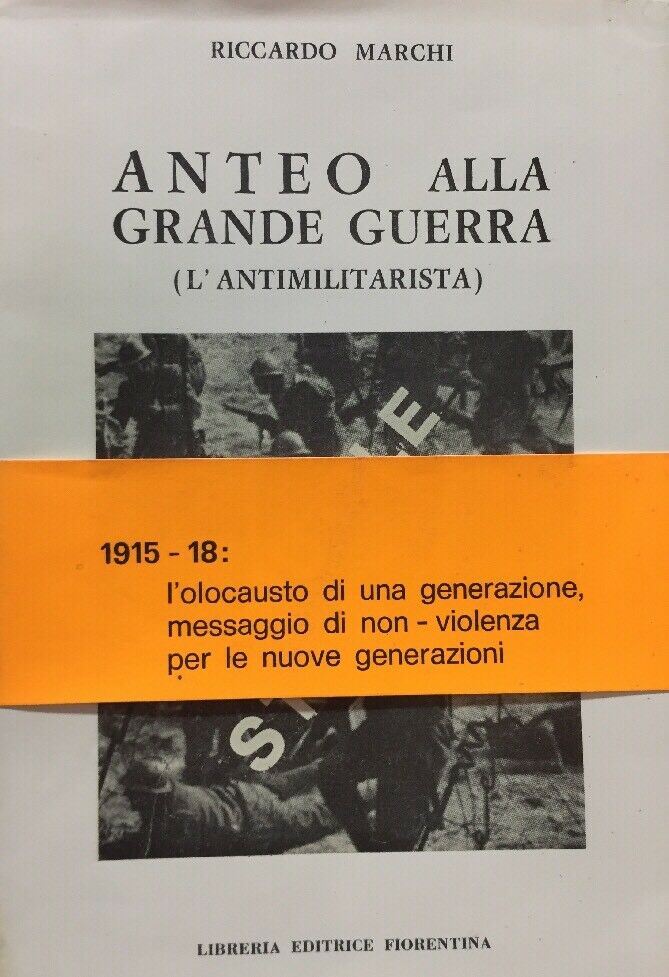 RICCARDO MARCHI
ANTEO ALLA
GRANDE GUERRA
(L'ANTIMILITARISTA)
1915 - 18:
l'olocausto di una generazione,
messaggio di non - violenza
per le nuove generazioni
LIBRERIA EDITRICE FIORENTINA